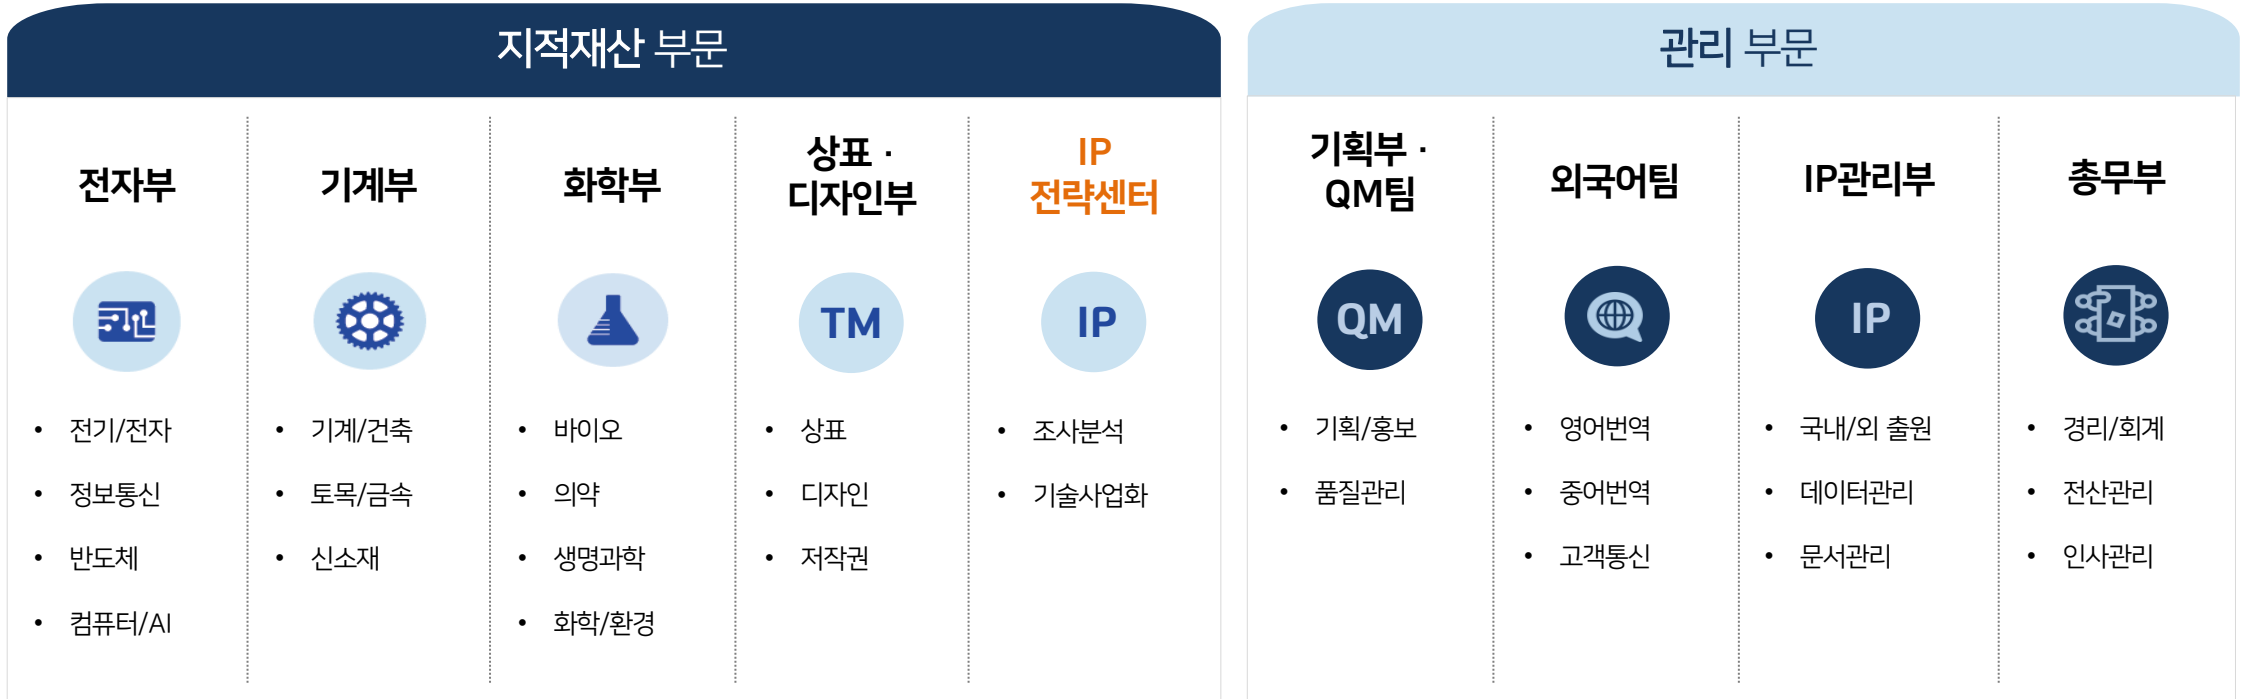 지적재산 부문
전자부
• 전기/전자
• 정보통신
• 반도체
• 컴퓨터/AI
기계부
• 기계/건축
• 토목/금속
• 신소재
화학부
• 바이오
• 의약
• 생명과학
• 화학/환경
상표 ·
디자인부
TM
• 상표
• 디자인
• 저작권
IP
전략센터
IP
• 조사분석
• 기술사업화
관리 부문
기획부 ·
QM팀
QM
• 기획/홍보
• 품질관리
외국어팀
• 영어번역
• 중어번역
• 고객통신
IP관리부
IP
• 국내/외 출원
• 데이터관리
• 문서관리
총무부
• 경리/회계
• 전산관리
• 인사관리